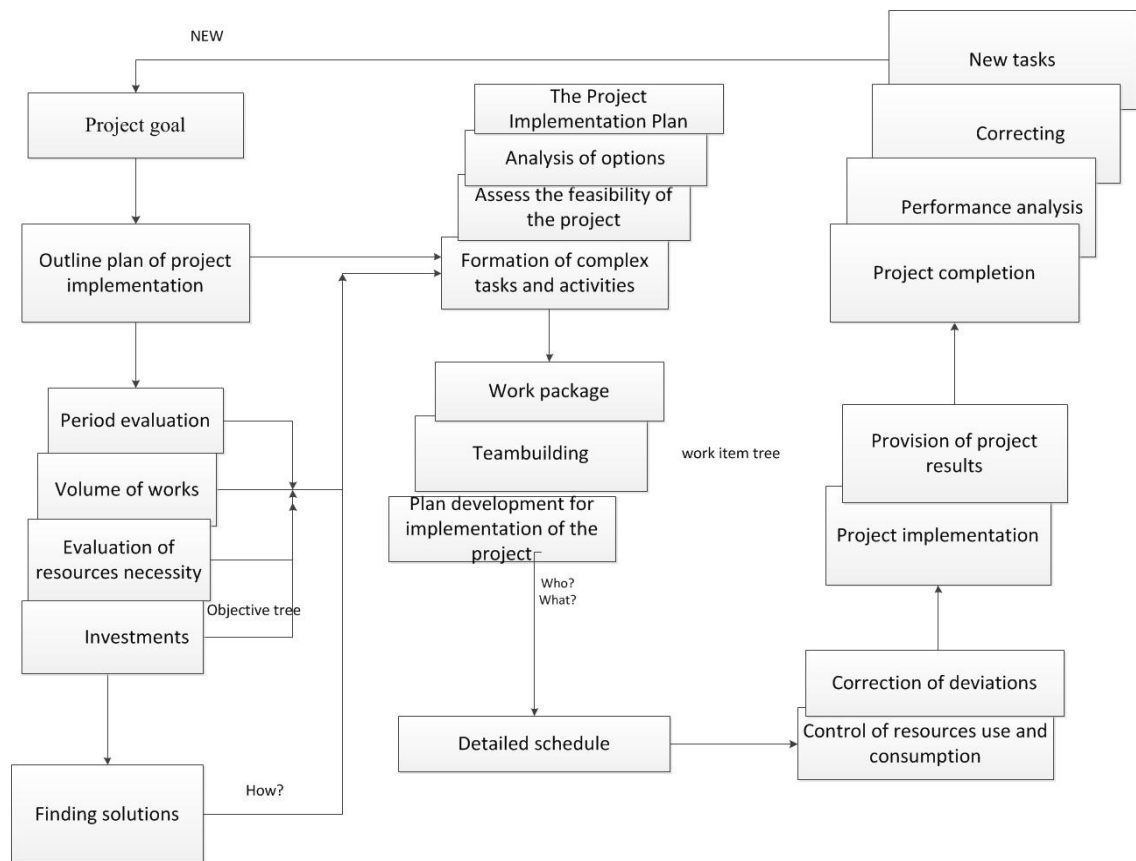 NEW
New tasks
Project goal
The Project
Implementation Plan
Correcting
Analysis of options
Assess the feasibility of
the project
Performance analysis
Outline plan of project
implementation
Formation of complex
tasks and activities
Project completion
Work package
Period evaluation
Teambuilding
work item tree
Provision of project
results
Volume of works
Plan development for
implementation of the
project
Project implementation
Evaluation of
resources necessity
Who?
What?
Objective tree
Investments
Correction of deviations
Detailed schedule
Control of resources use and
consumption
How?
Finding solutions